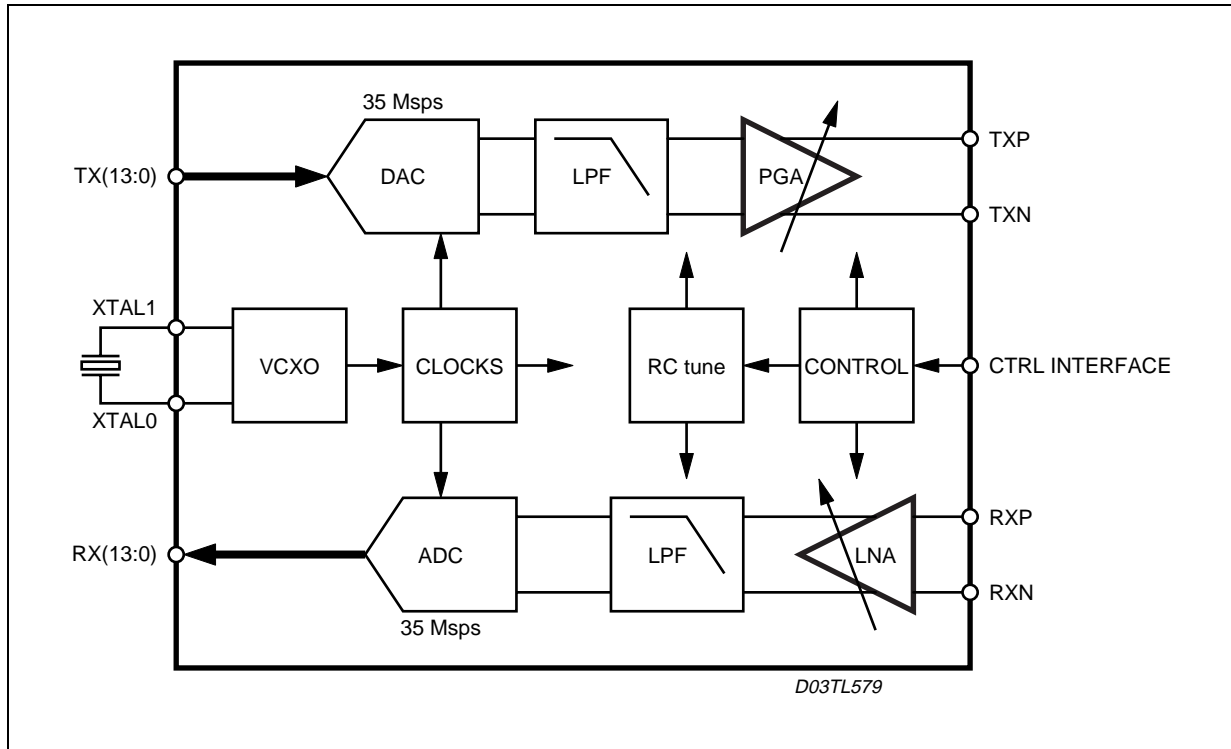 35 Msps
TX(13:0)
DAC
LPF
PGA
TXP
TXN
XTAL1
XTAL0
VCXO
CLOCKS
RC tune
CONTROL
CTRL INTERFACE
RX(13:0)
ADC
35 Msps
LPF
LNA
RXP
RXN
D03TL579